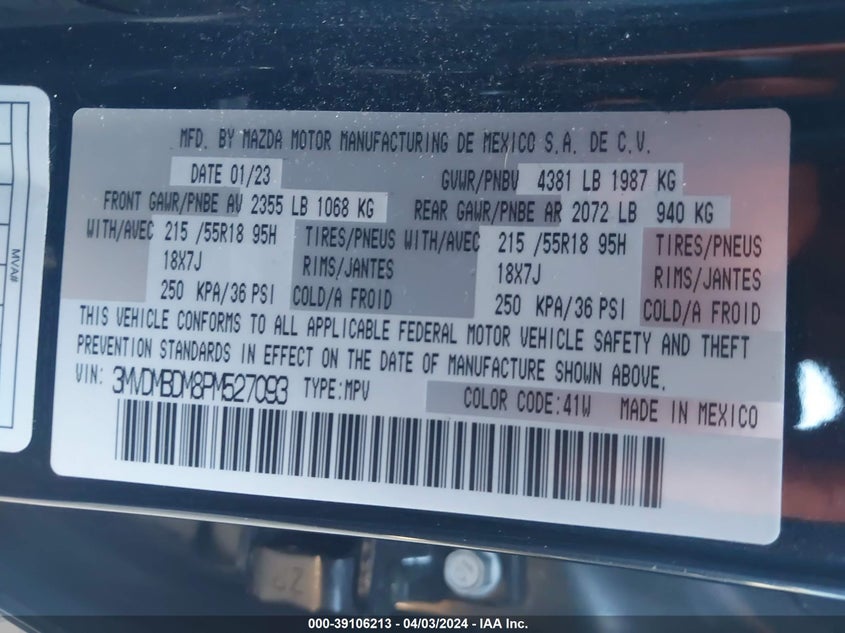 MFD. BY MAZDA MOTOR MANUFACTURING DE MEXICO S.A. DE C.V.
DATE 01/23 GVWR/PNBV 4381 LB 1987 KG
FRONT GAWR/PNBE AV 2355 LB 1068 KG REAR GAWR/PNBE AR 2072 LB 940 KG
WITH/AVEC 215 /55R18 95H TIRES/PNEUS WITH/AVEC 215 /55R18 95H TIRES/PNEUS
18X7J RIMS/JANTES 18X7J RIMS/JANTES
250 KPA/36 PSI COLD/A FROID 250 KPA/36 PSI COLD/A FROID
THIS VEHICLE CONFORMS TO ALL APPLICABLE FEDERAL MOTOR VEHICLE SAFETY AND THEFT
PREVENTION STANDARDS IN EFFECT ON THE DATE OF MANUFACTURE SHOWN ABOVE.
VIN: 3MVDMBDM8PM527093 TYPE:MPV COLOR CODE:41W MADE IN MEXICO
MVA#
000-39106213 - 04/03/2024 - IAAI Inc.